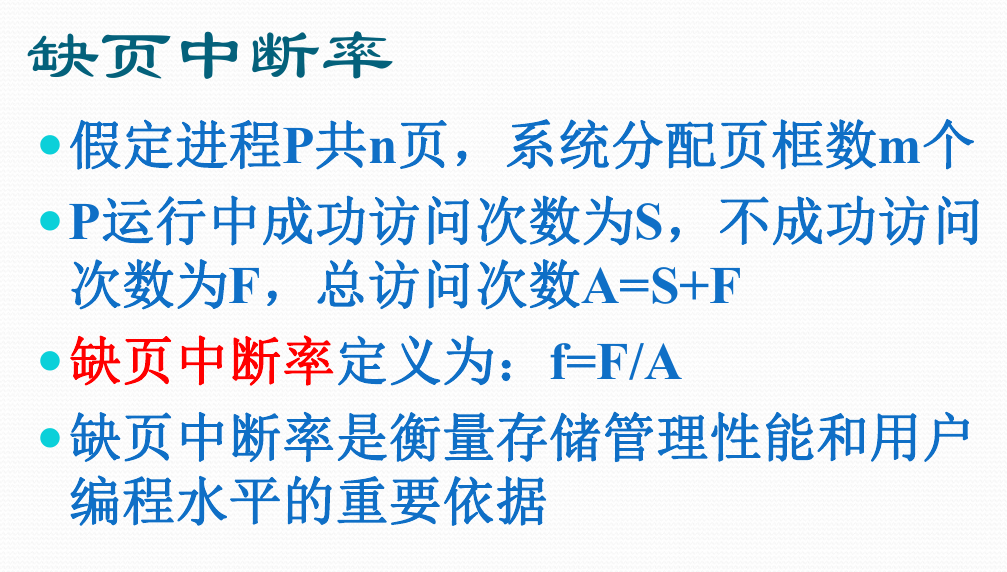 缺页中断率
•假定进程P共n页，系统分配页框数m个
•P运行中成功访问次数为S，不成功访问
次数为F，总访问次数A=S+F
•缺页中断率定义为：f=F/A
•缺页中断率是衡量存储管理性能和用户
编程水平的重要依据